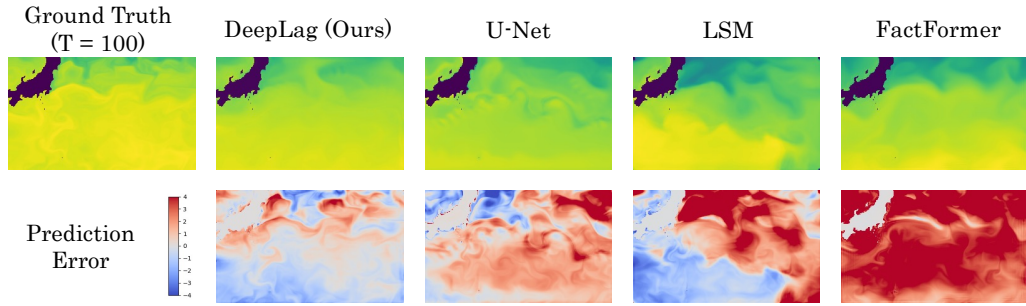 Ground Truth
(T = 100)
DeepLag (Ours)
U-Net
LSM
FactFormer
Prediction
Error
4
3
2
1
0
−1
−2
−3
−4